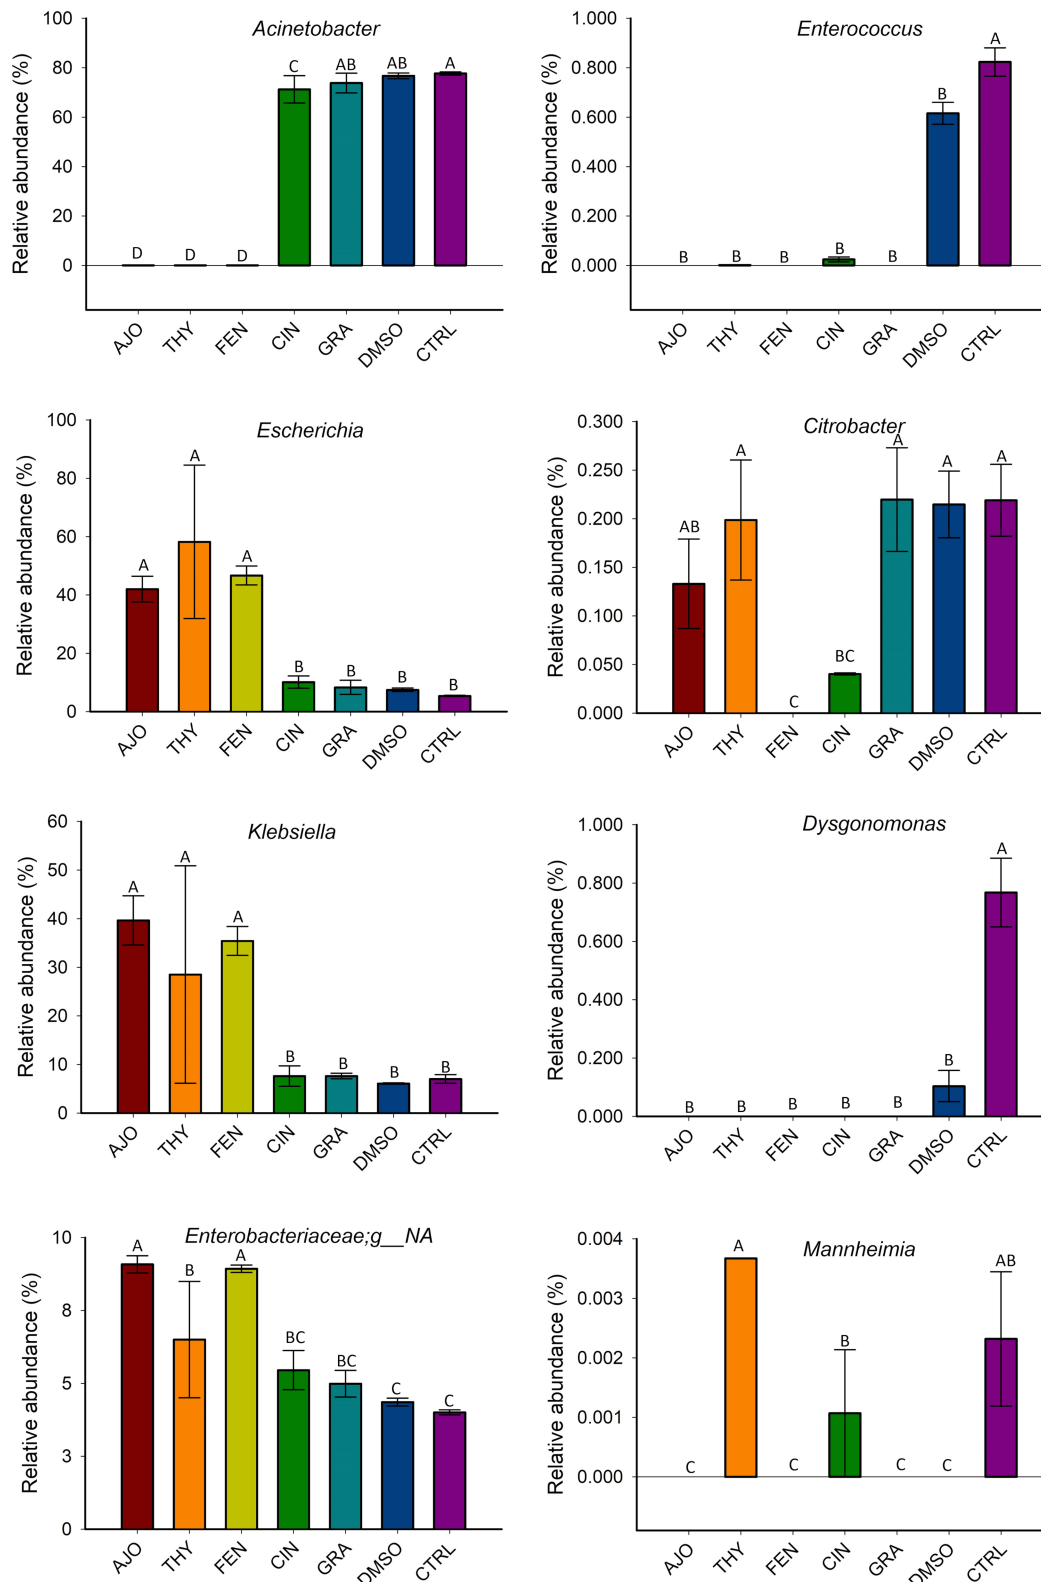 Acinetobacter
Relative abundance (%)
100
80
60
40
20
0
D D D C AB AB A
AJO THY FEN CIN GRA DMSO CTRL
Enterococcus
Relative abundance (%)
1.000
0.800
0.600
0.400
0.200
0.000
B B B B B B A
AJO THY FEN CIN GRA DMSO CTRL
Escherichia
Relative abundance (%)
100
80
60
40
20
0
A A A B B B B
AJO THY FEN CIN GRA DMSO CTRL
Citrobacter
Relative abundance (%)
0.300
0.250
0.200
0.150
0.100
0.050
0.000
AB A C BC A A A
AJO THY FEN CIN GRA DMSO CTRL
Klebsiella
Relative abundance (%)
60
50
40
30
20
10
0
A A A B B B B
AJO THY FEN CIN GRA DMSO CTRL
Dysgonomonas
Relative abundance (%)
1.000
0.800
0.600
0.400
0.200
0.000
B B B B B B A
AJO THY FEN CIN GRA DMSO CTRL
Enterobacteriaceae;g__NA
Relative abundance (%)
10
8
5
3
0
A B A BC BC C C
AJO THY FEN CIN GRA DMSO CTRL
Mannheimia
Relative abundance (%)
0.004
0.003
0.002
0.001
0.000
C A C B C C AB
AJO THY FEN CIN GRA DMSO CTRL